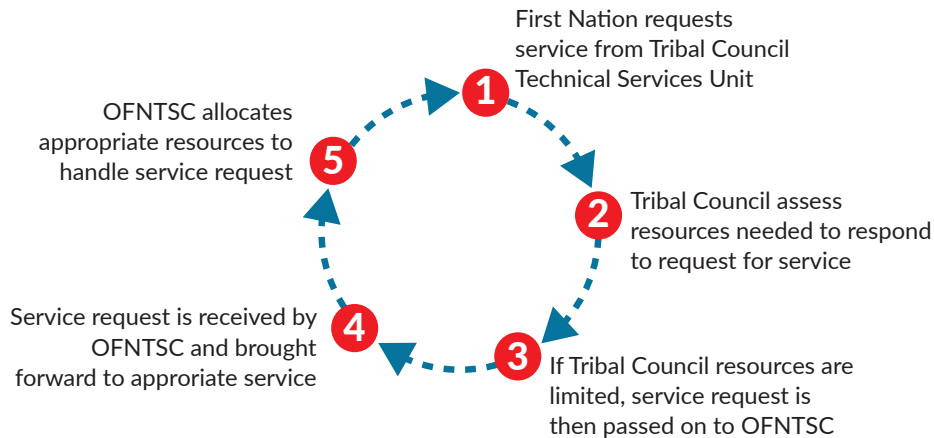 1
First Nation requests
service from Tribal Council
Technical Services Unit
2
Tribal Council assess
resources needed to respond
to request for service
3
If Tribal Council resources are
limited, service request is
then passed on to OFNTSC
4
Service request is received by
OFNTSC and brought
forward to approriate service
5
OFNTSC allocates
appropriate resources to
handle service request